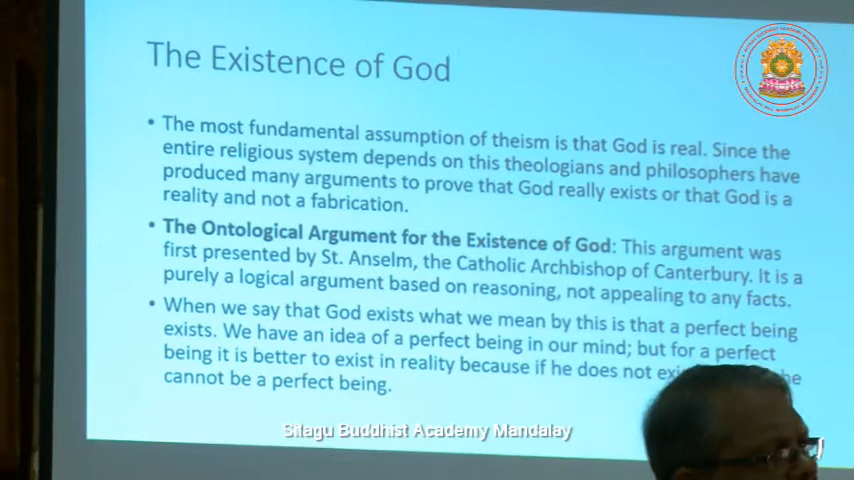 The Existence of God
• The most fundamental assumption of theism is that God is real. Since the
entire religious system depends on this theologians and philosophers have
produced many arguments to prove that God really exists or that God is a
reality and not a fabrication.
• The Ontological Argument for the Existence of God: This argument was
first presented by St. Anselm, the Catholic Archbishop of Canterbury. It is a
purely a logical argument based on reasoning, not appealing to any facts.
• When we say that God exists what we mean by this is that a perfect being
exists. We have an idea of a perfect being in our mind; but for a perfect
being it is better to exist in reality because if he does not
cannot be a perfect being.
Sitagu Buddhist Academy Mandalay